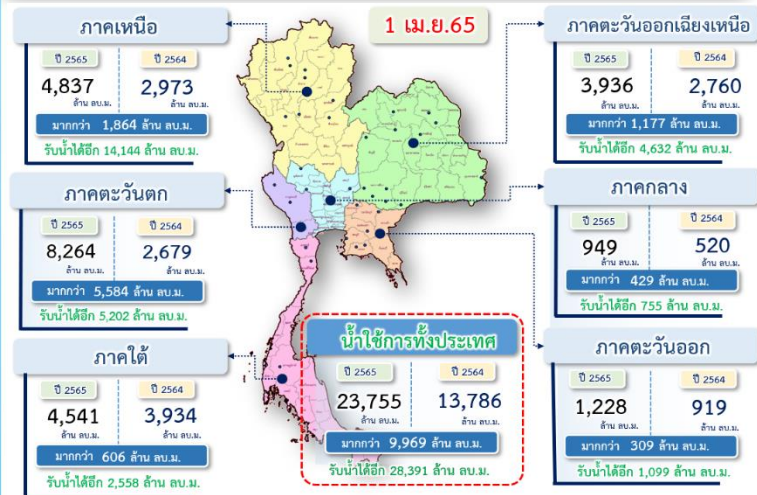 1 เม.ย.65
ภาคเหนือ
ปี 2565 ปี 2564
4,837 2,973
ล้าน ลบ.ม. ล้าน ลบ.ม.
มากกว่า 1,864 ล้าน ลบ.ม.
รับน้ำได้อีก 14,144 ล้าน ลบ.ม.
ภาคตะวันออกเฉียงเหนือ
ปี 2565 ปี 2564
3,936 2,760
ล้าน ลบ.ม. ล้าน ลบ.ม.
มากกว่า 1,177 ล้าน ลบ.ม.
รับน้ำได้อีก 4,632 ล้าน ลบ.ม.
ภาคตะวันตก
ปี 2565 ปี 2564
8,264 2,679
ล้าน ลบ.ม. ล้าน ลบ.ม.
มากกว่า 5,584 ล้าน ลบ.ม.
รับน้ำได้อีก 5,202 ล้าน ลบ.ม.
ภาคกลาง
ปี 2565 ปี 2564
949 520
ล้าน ลบ.ม. ล้าน ลบ.ม.
มากกว่า 429 ล้าน ลบ.ม.
รับน้ำได้อีก 755 ล้าน ลบ.ม.
ภาคใต้
ปี 2565 ปี 2564
4,541 3,934
ล้าน ลบ.ม. ล้าน ลบ.ม.
มากกว่า 606 ล้าน ลบ.ม.
รับน้ำได้อีก 2,558 ล้าน ลบ.ม.
น้ำใช้การทั้งประเทศ
ปี 2565 ปี 2564
23,755 13,786
ล้าน ลบ.ม. ล้าน ลบ.ม.
มากกว่า 9,969 ล้าน ลบ.ม.
รับน้ำได้อีก 28,391 ล้าน ลบ.ม.
ภาคตะวันออก
ปี 2565 ปี 2564
1,228 919
ล้าน ลบ.ม. ล้าน ลบ.ม.
มากกว่า 309 ล้าน ลบ.ม.
รับน้ำได้อีก 1,099 ล้าน ลบ.ม.